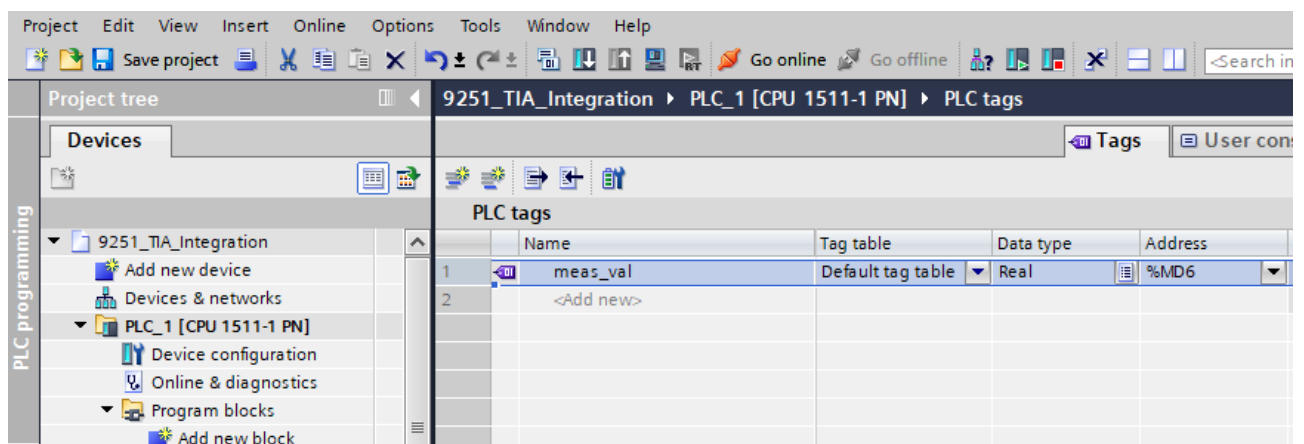 Project Edit View Insert Online Options Tools Window Help
Save project Go online Go offline <Search in
Project tree 9251_TIA_Integration PLC_1 [CPU 1511-1 PN] PLC tags
Devices Tags User cons
PLC tags
9251_TIA_Integration Name Tag table Data type Address
Add new device 1 meas_val Default tag table Real %MD6
Devices & networks 2 <Add new>
PLC_1 [CPU 1511-1 PN]
Device configuration
Online & diagnostics
Program blocks
Add new block
PLC programming